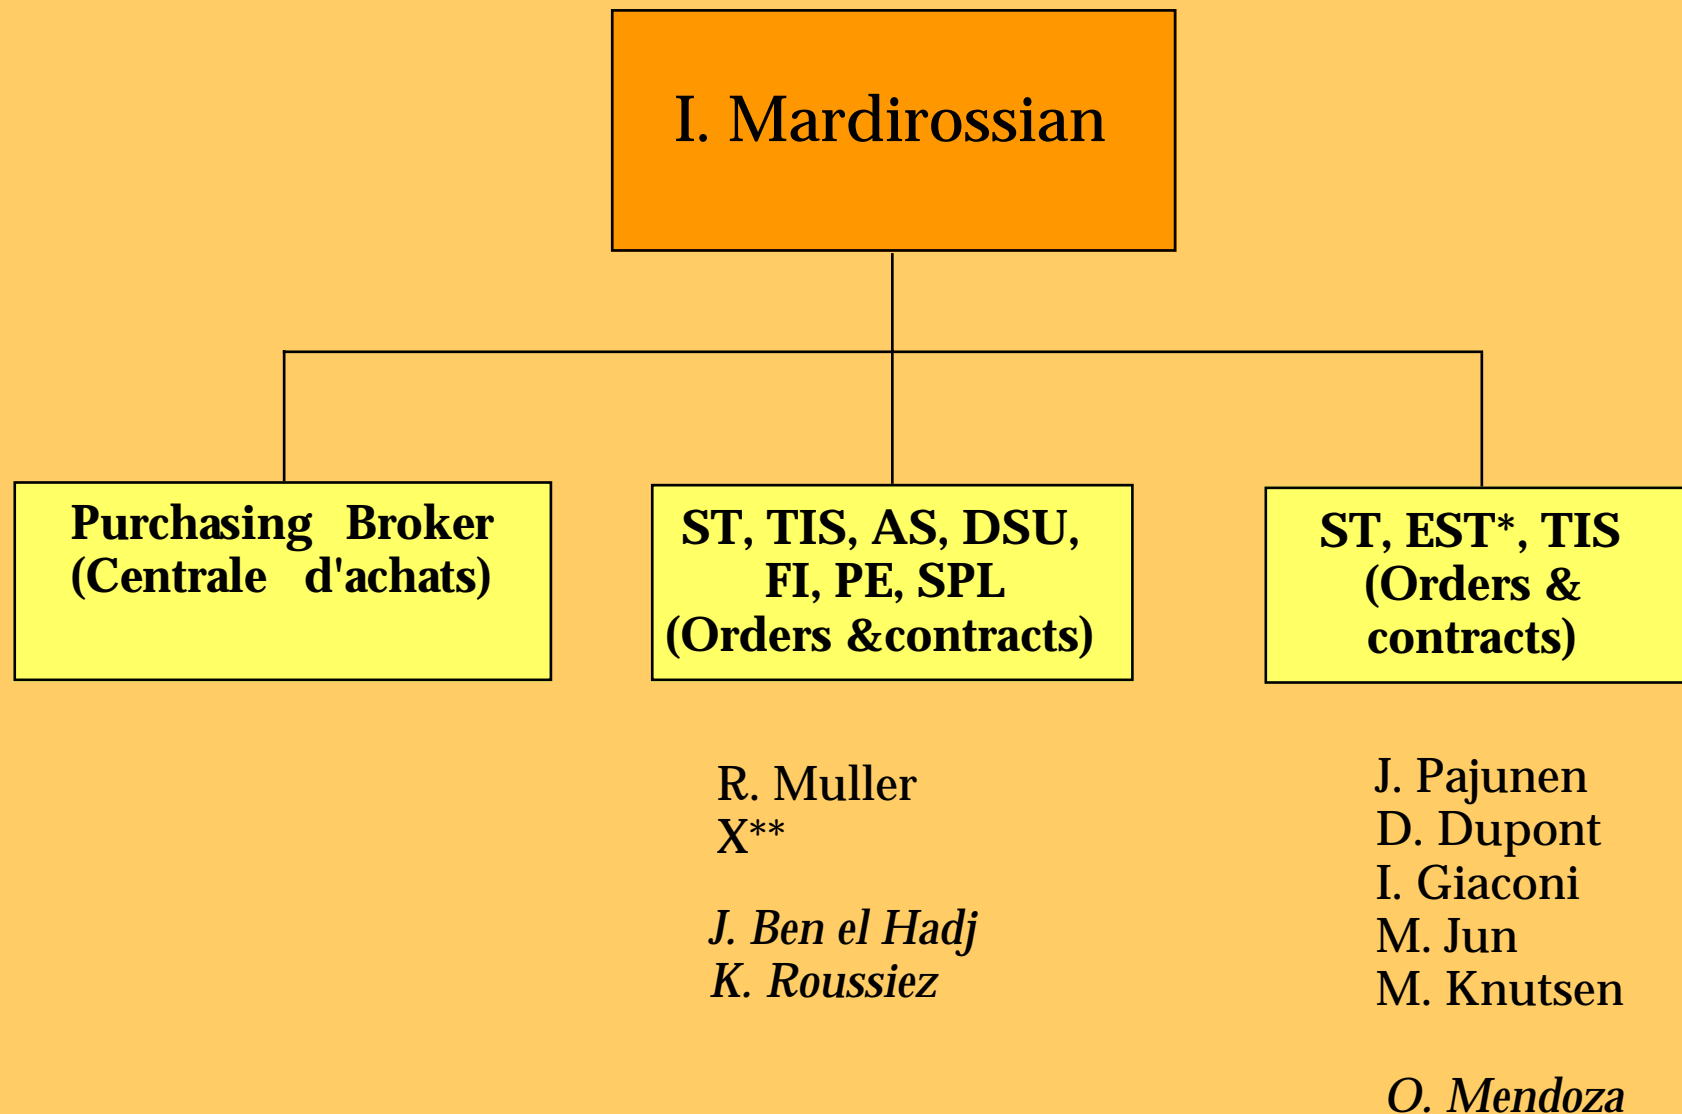 I. Mardirossian
Purchasing Broker
(Centrale d'achats)
ST, TIS, AS, DSU,
FI, PE, SPL
(Orders &contracts)
ST, EST*, TIS
(Orders &
contracts)
R. Muller
X**
J. Ben el Hadj
K. Roussiez
J. Pajunen
D. Dupont
I. Giaconi
M. Jun
M. Knutsen
O. Mendoza